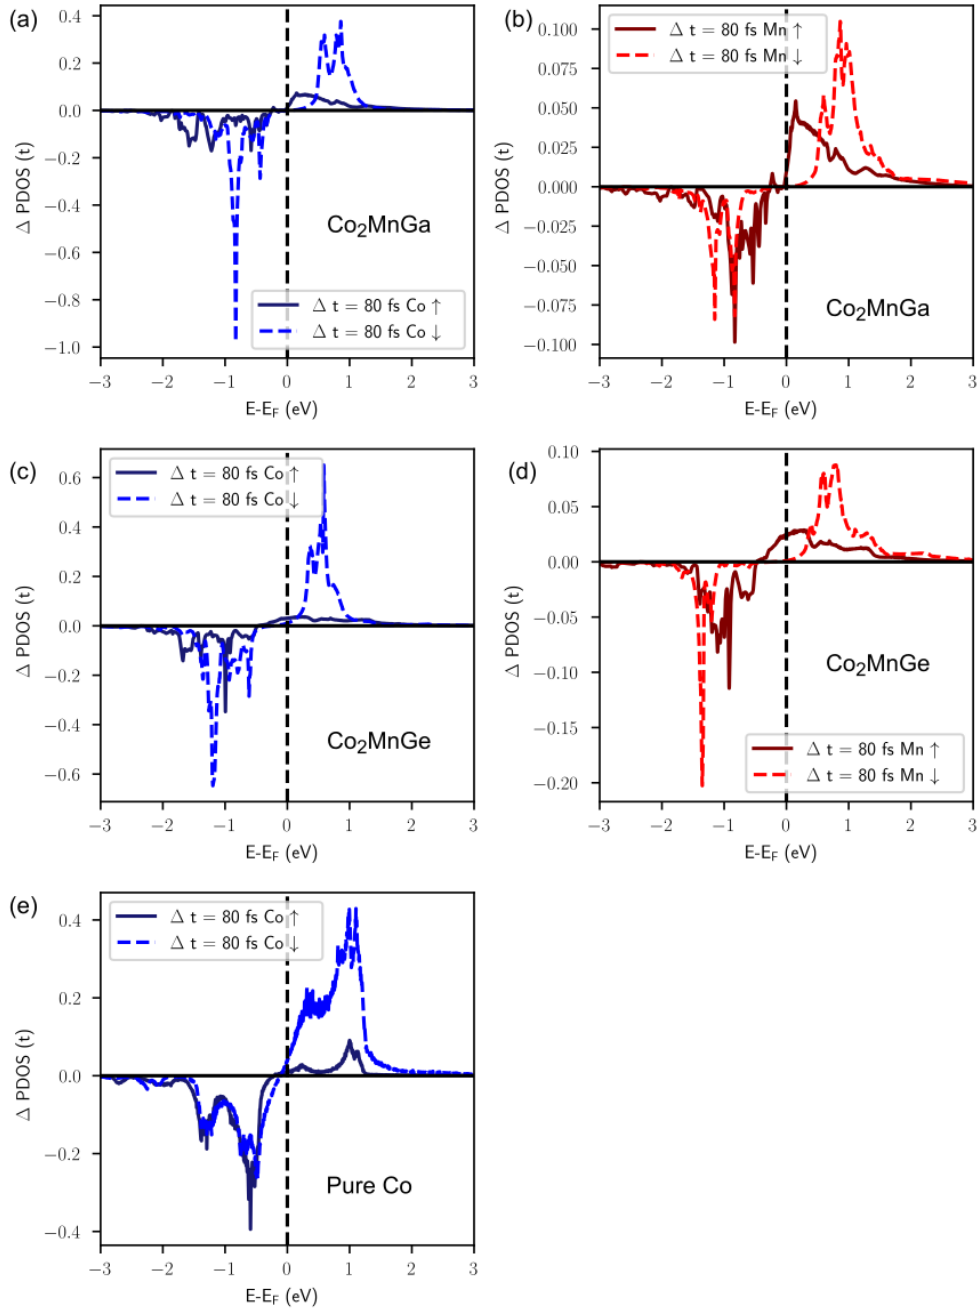 (a)
0.4
0.2
0.0
−0.2
−0.4
−0.6
−0.8
−1.0
Δ PDOS (t)
Co₂MnGa
Δ t = 80 fs Co ↑
Δ t = 80 fs Co ↓
−3 −2 −1 0 1 2 3
E-E_F (eV)
(b)
Δ t = 80 fs Mn ↑
Δ t = 80 fs Mn ↓
0.100
0.075
0.050
0.025
0.000
−0.025
−0.050
−0.075
−0.100
Δ PDOS (t)
Co₂MnGa
−3 −2 −1 0 1 2 3
E-E_F (eV)
(c)
Δ t = 80 fs Co ↑
Δ t = 80 fs Co ↓
0.6
0.4
0.2
0.0
−0.2
−0.4
−0.6
Δ PDOS (t)
Co₂MnGe
−3 −2 −1 0 1 2 3
E-E_F (eV)
(d)
0.10
0.05
0.00
−0.05
−0.10
−0.15
−0.20
Δ PDOS (t)
Co₂MnGe
Δ t = 80 fs Mn ↑
Δ t = 80 fs Mn ↓
−3 −2 −1 0 1 2 3
E-E_F (eV)
(e)
Δ t = 80 fs Co ↑
Δ t = 80 fs Co ↓
0.4
0.2
0.0
−0.2
−0.4
Δ PDOS (t)
Pure Co
−3 −2 −1 0 1 2 3
E-E_F (eV)